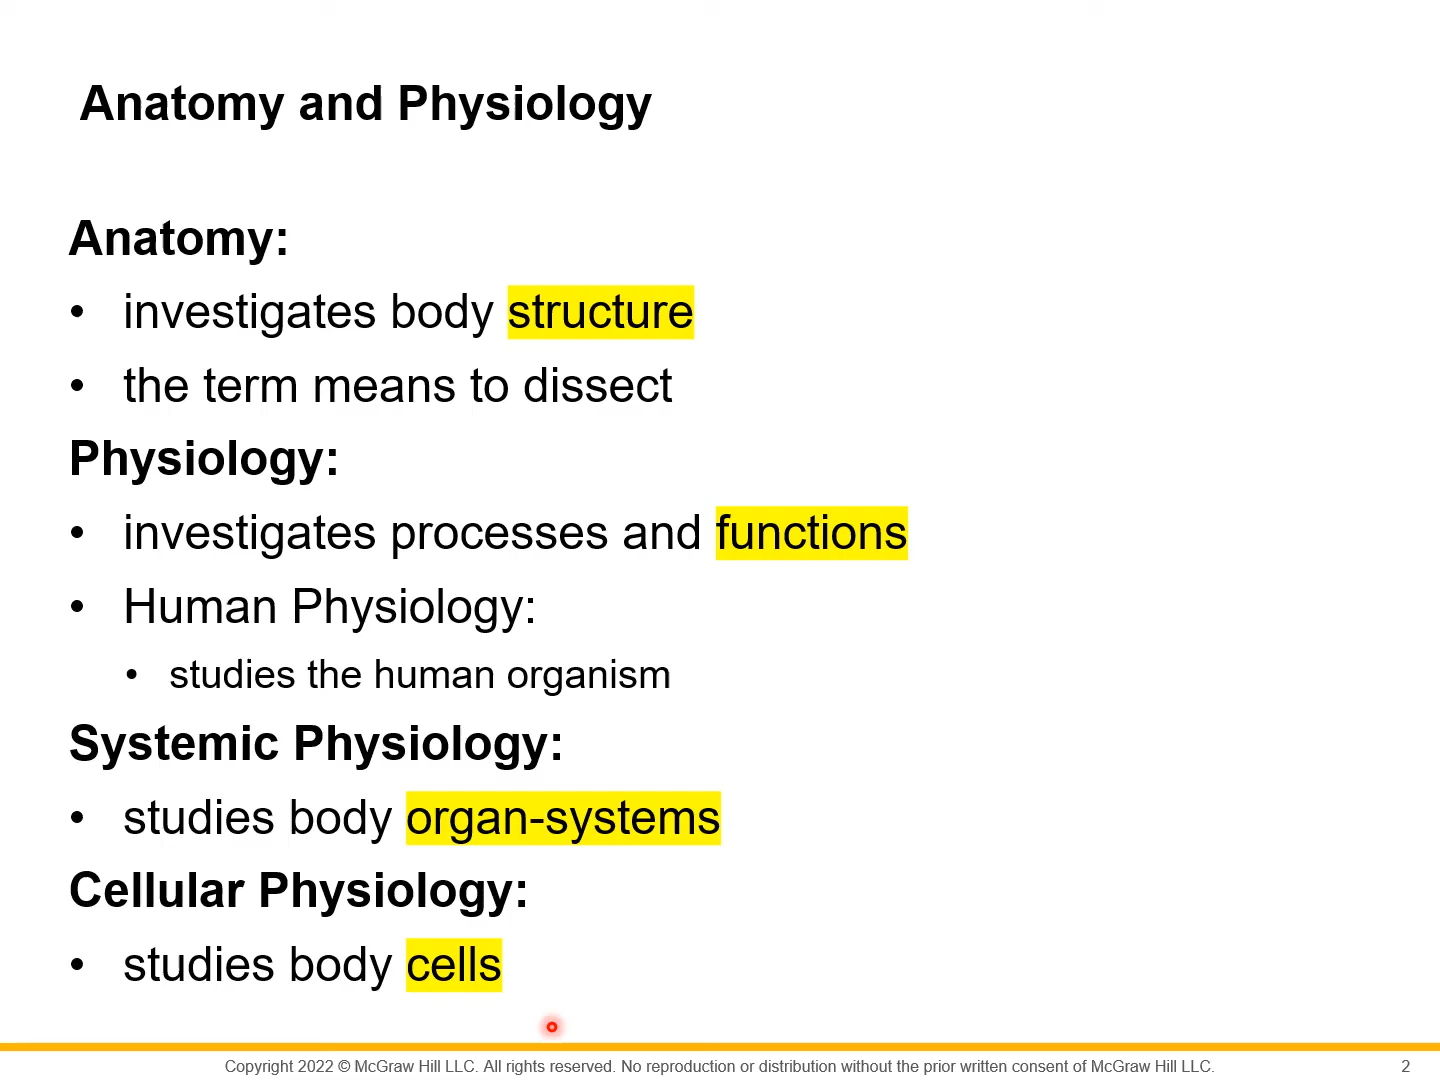 Anatomy and Physiology
Anatomy:
• investigates body structure
• the term means to dissect
Physiology:
• investigates processes and functions
• Human Physiology:
• studies the human organism
Systemic Physiology:
• studies body organ-systems
Cellular Physiology:
• studies body cells
Copyright 2022 © McGraw Hill LLC. All rights reserved. No reproduction or distribution without the prior written consent of McGraw Hill LLC.
2